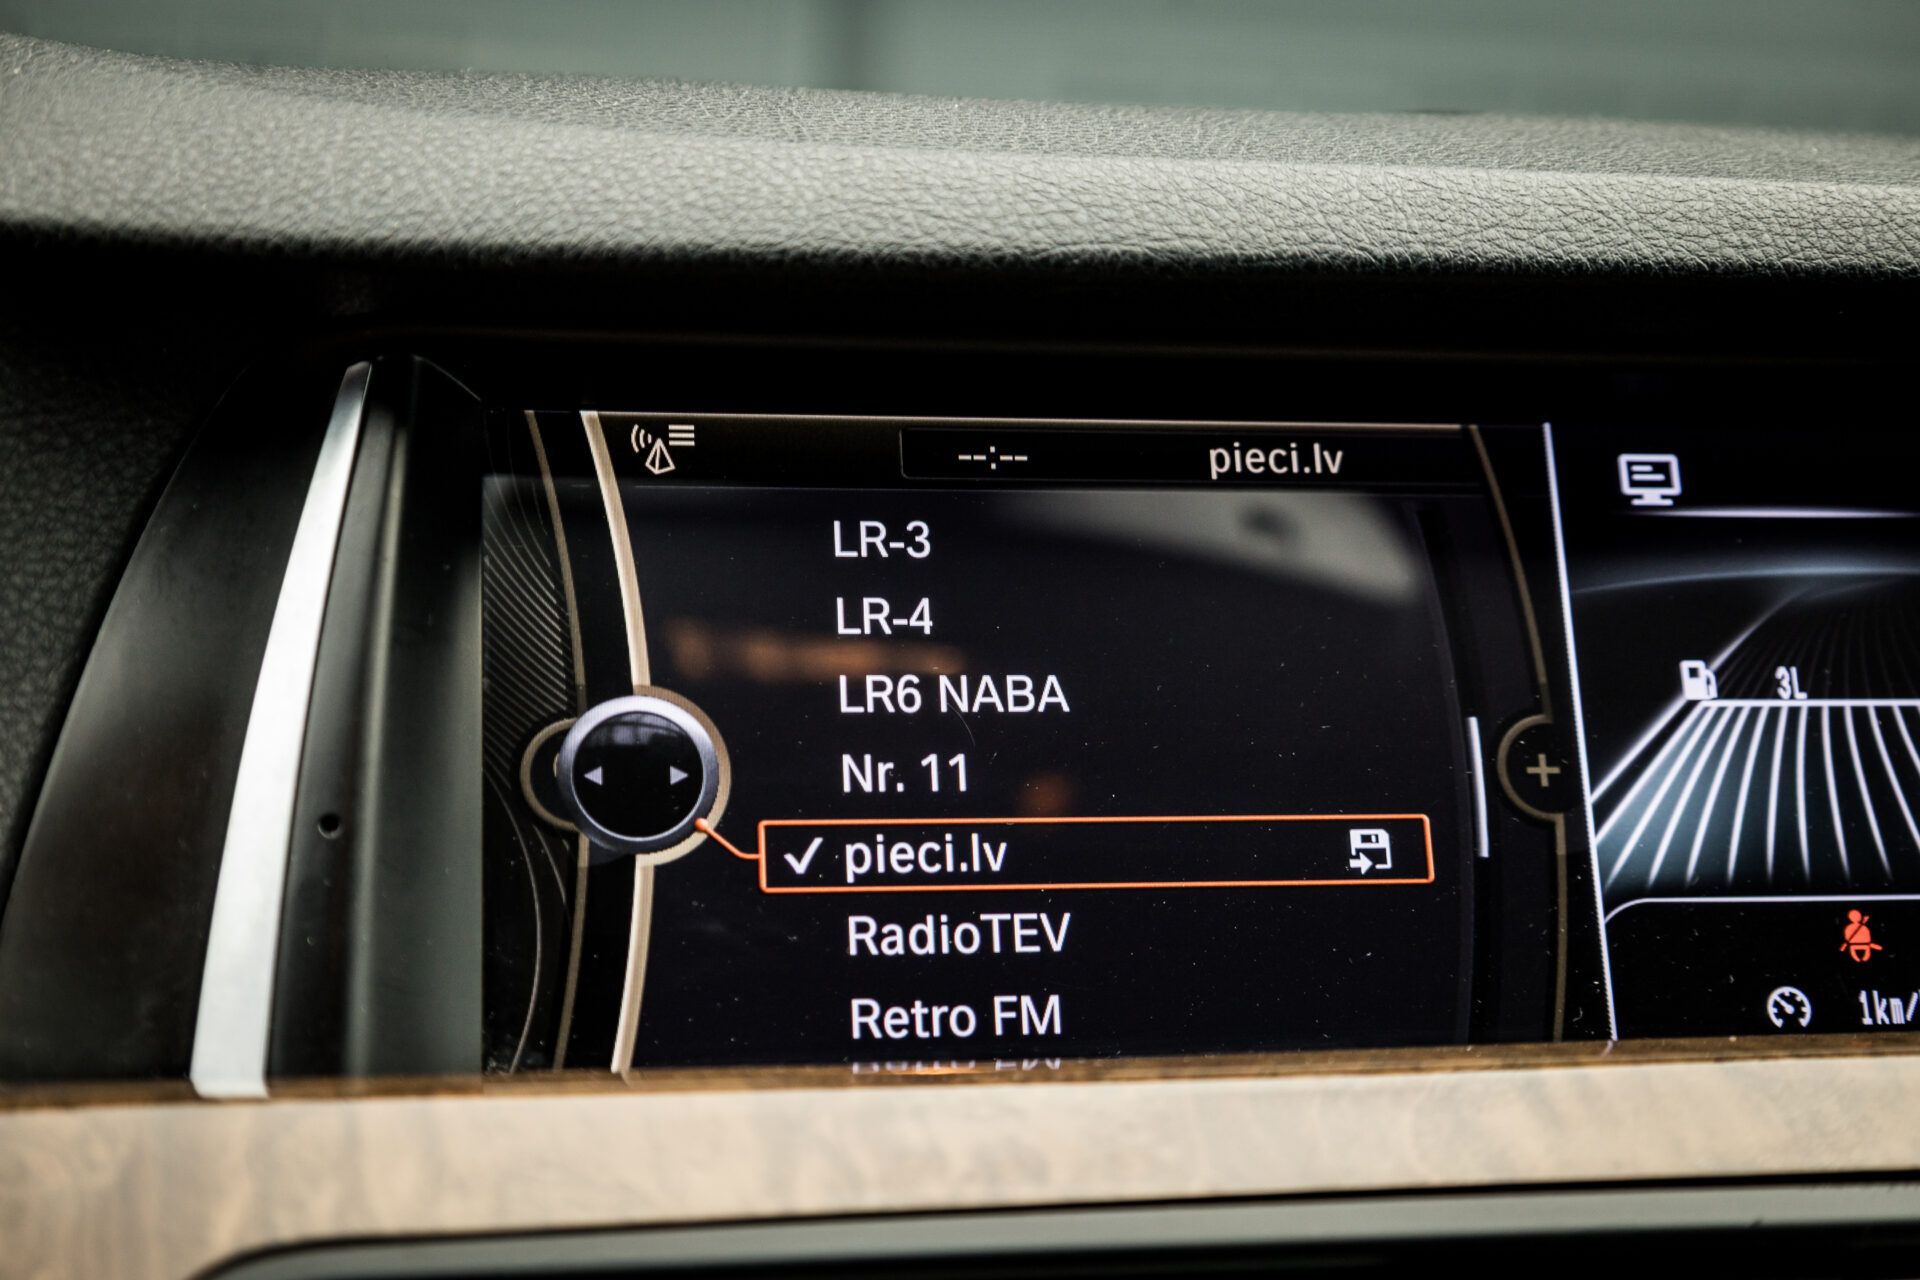 --:-- pieci.lv
LR-3
LR-4
LR6 NABA
Nr. 11
pieci.lv
RadioTEV
Retro FM
3L
1km/